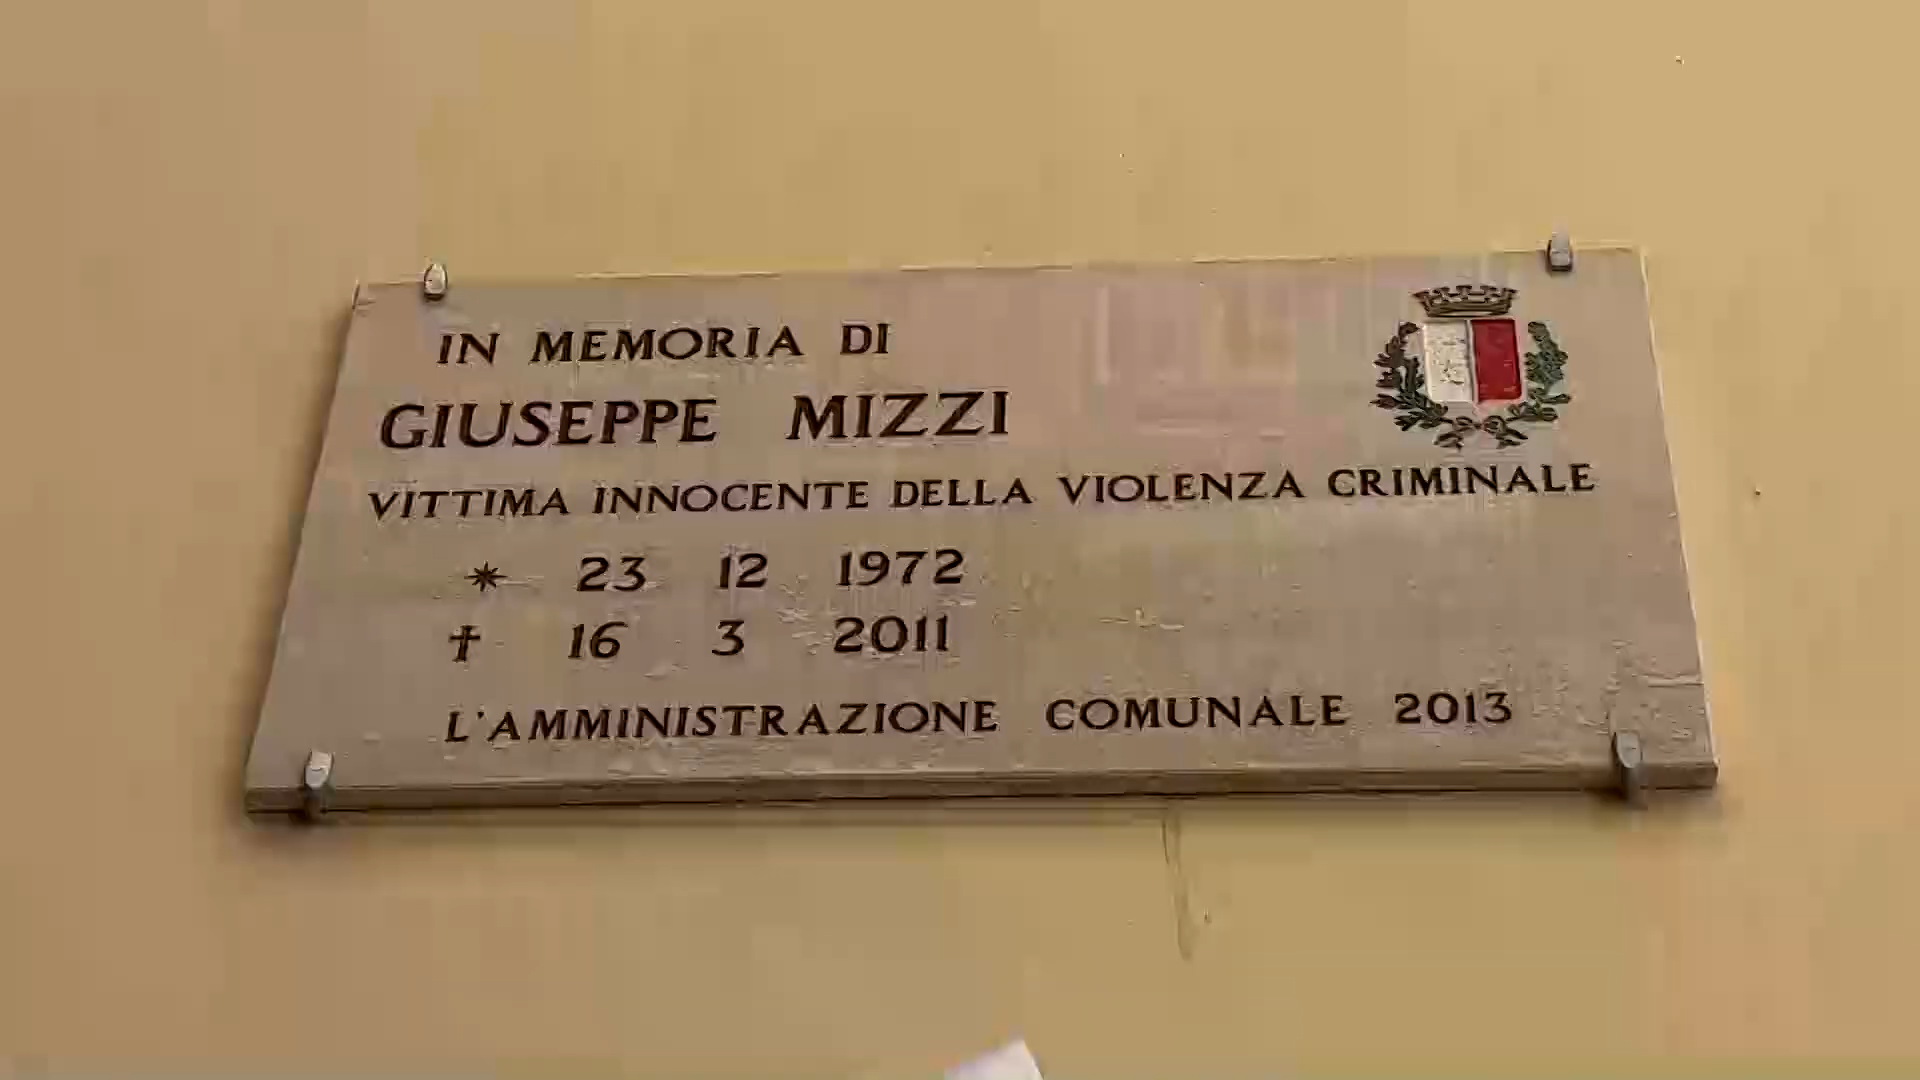 IN MEMORIA DI
GIUSEPPE MIZZI
VITTIMA INNOCENTE DELLA VIOLENZA CRIMINALE
* 23 12 1972
† 16 3 2011
L'AMMINISTRAZIONE COMUNALE 2013